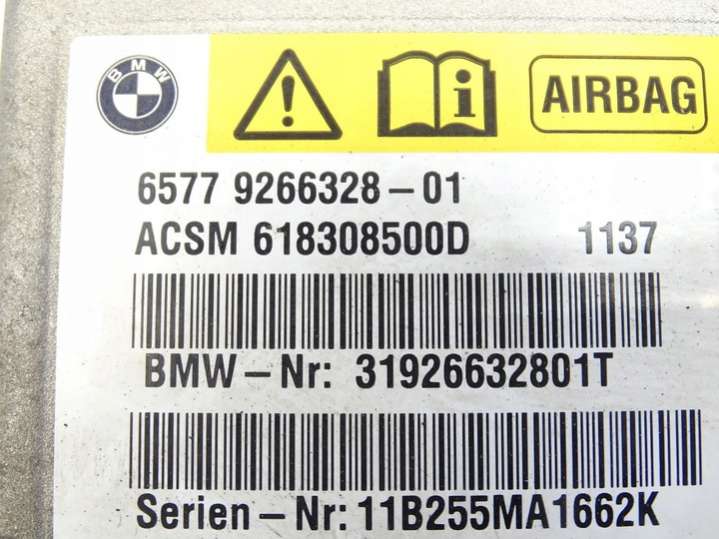 BMW
AIRBAG
6577 9266328-01
ACSM 618308500D 1137
BMW-Nr: 31926632801T
Serien-Nr: 11B255MA1662K